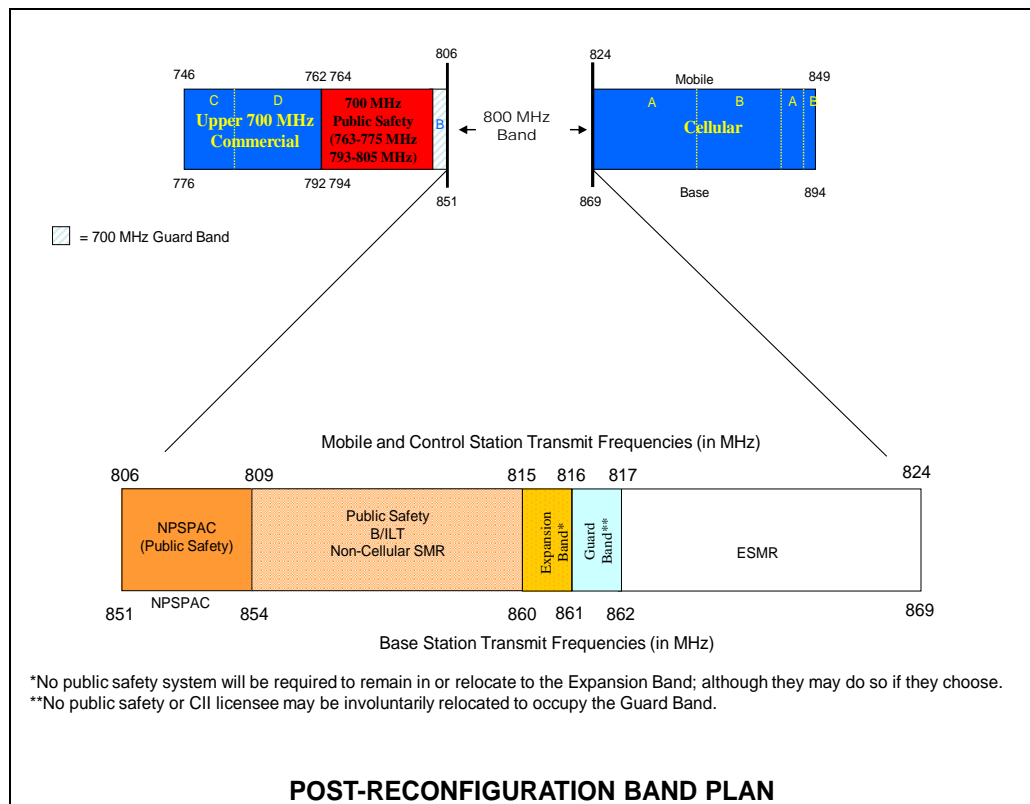 806
824
746
762 764
Mobile
849
C
D
Upper 700 MHz
Commercial
700 MHz
Public Safety
(763-775 MHz
793-805 MHz)
B
800 MHz
Band
A
B
A
B
Cellular
776
792 794
851
869
Base
894
= 700 MHz Guard Band
Mobile and Control Station Transmit Frequencies (in MHz)
806
809
815
816
817
824
NPSPAC
(Public Safety)
Public Safety
B/ILT
Non-Cellular SMR
Expansion
Band*
Guard
Band**
ESMR
NPSPAC
851
854
860
861
862
869
Base Station Transmit Frequencies (in MHz)
*No public safety system will be required to remain in or relocate to the Expansion Band; although they may do so if they choose.
**No public safety or CII licensee may be involuntarily relocated to occupy the Guard Band.
POST-RECONFIGURATION BAND PLAN